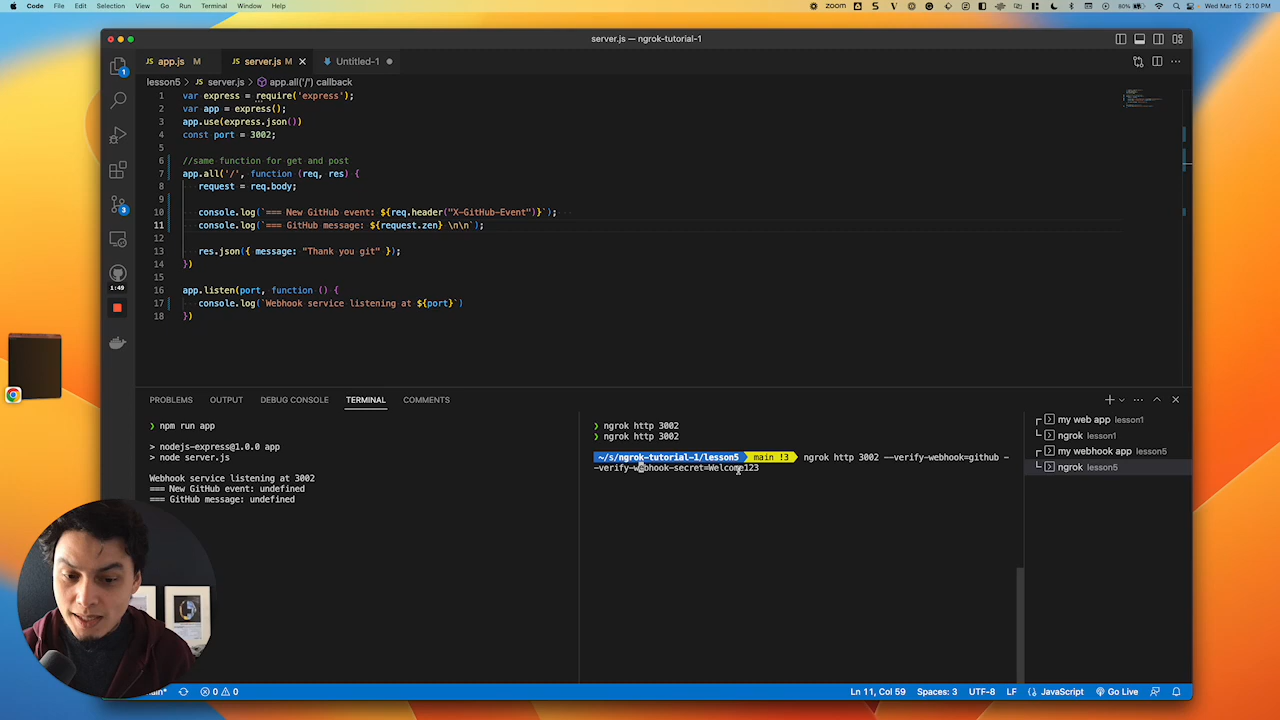 Code File Edit Selection View Go Run Terminal Window Help zoom 80% Wed Mar 15 2:10 PM
server.js — ngrok-tutorial-1
app.js M server.js M Untitled-1
lesson5 > server.js > app.all('/') callback
1 var express = require('express');
2 var app = express();
3 app.use(express.json())
4 const port = 3002;
5
6 //same function for get and post
7 app.all('/', function (req, res) {
8 request = req.body;
9
10 console.log(`=== New GitHub event: ${req.header("X-GitHub-Event")}`);
11 console.log(`=== GitHub message: ${request.zen} \n\n`);
12
13 res.json({ message: "Thank you git" });
14 })
15
16 app.listen(port, function () {
17 console.log(`Webhook service listening at ${port}`)
18 })
1
3
1:49
PROBLEMS OUTPUT DEBUG CONSOLE TERMINAL COMMENTS
❯ npm run app
> nodejs-express@1.0.0 app
> node server.js
Webhook service listening at 3002
=== New GitHub event: undefined
=== GitHub message: undefined
❯ ngrok http 3002
❯ ngrok http 3002
~/s/ngrok-tutorial-1/lesson5 main !3 ngrok http 3002 --verify-webhook=github -
-verify-webhook-secret=Welcome123
my web app lesson1
ngrok lesson1
my webhook app lesson5
ngrok lesson5
0 0 Ln 11, Col 59 Spaces: 3 UTF-8 LF JavaScript Go Live